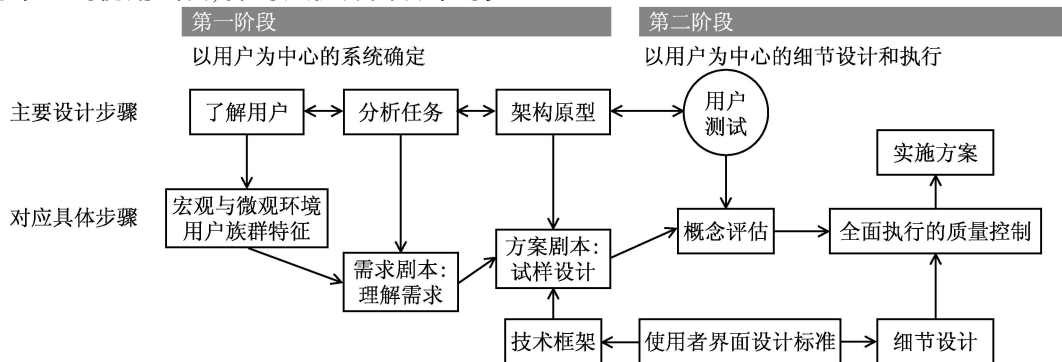 第一阶段
第二阶段
以用户为中心的系统确定
以用户为中心的细节设计和执行
主要设计步骤
了解用户
分析任务
架构原型
用户
测试
实施方案
对应具体步骤
宏观与微观环境
用户族群特征
需求剧本:
理解需求
方案剧本:
试样设计
概念评估
全面执行的质量控制
技术框架
使用者界面设计标准
细节设计